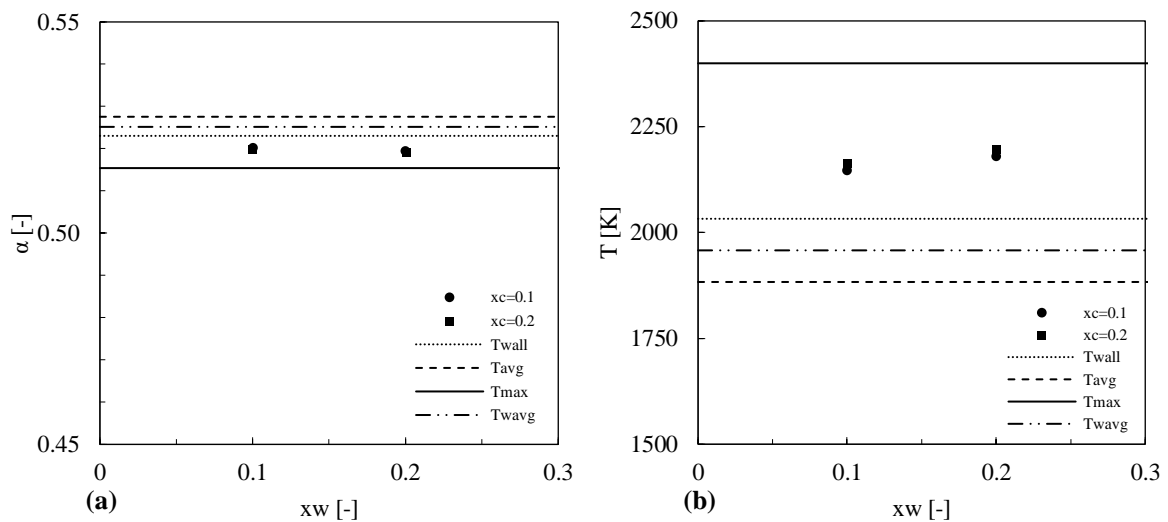 0.55
0.50
0.45
α [-]
0
0.1
0.2
0.3
xw [-]
(a)
xc=0.1
xc=0.2
Twall
Tavg
Tmax
Twavg
2500
2250
2000
1750
1500
T [K]
0
0.1
0.2
0.3
xw [-]
(b)
xc=0.1
xc=0.2
Twall
Tavg
Tmax
Twavg